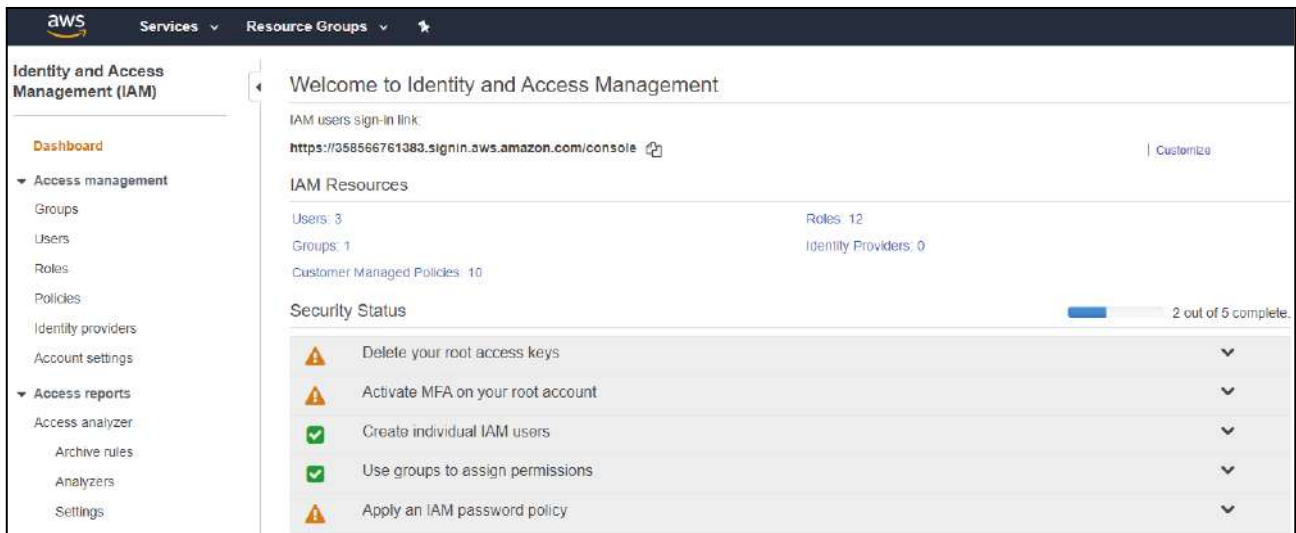 aws Services Resource Groups
Identity and Access
Management (IAM)
Dashboard
Access management
Groups
Users
Roles
Policies
Identity providers
Account settings
Access reports
Access analyzer
Archive rules
Analyzers
Settings
Welcome to Identity and Access Management
IAM users sign-in link:
https://358566761383.signin.aws.amazon.com/console | Customize
IAM Resources
Users: 3 Roles: 12
Groups: 1 Identity Providers: 0
Customer Managed Policies: 10
Security Status 2 out of 5 complete.
Delete your root access keys
Activate MFA on your root account
Create individual IAM users
Use groups to assign permissions
Apply an IAM password policy